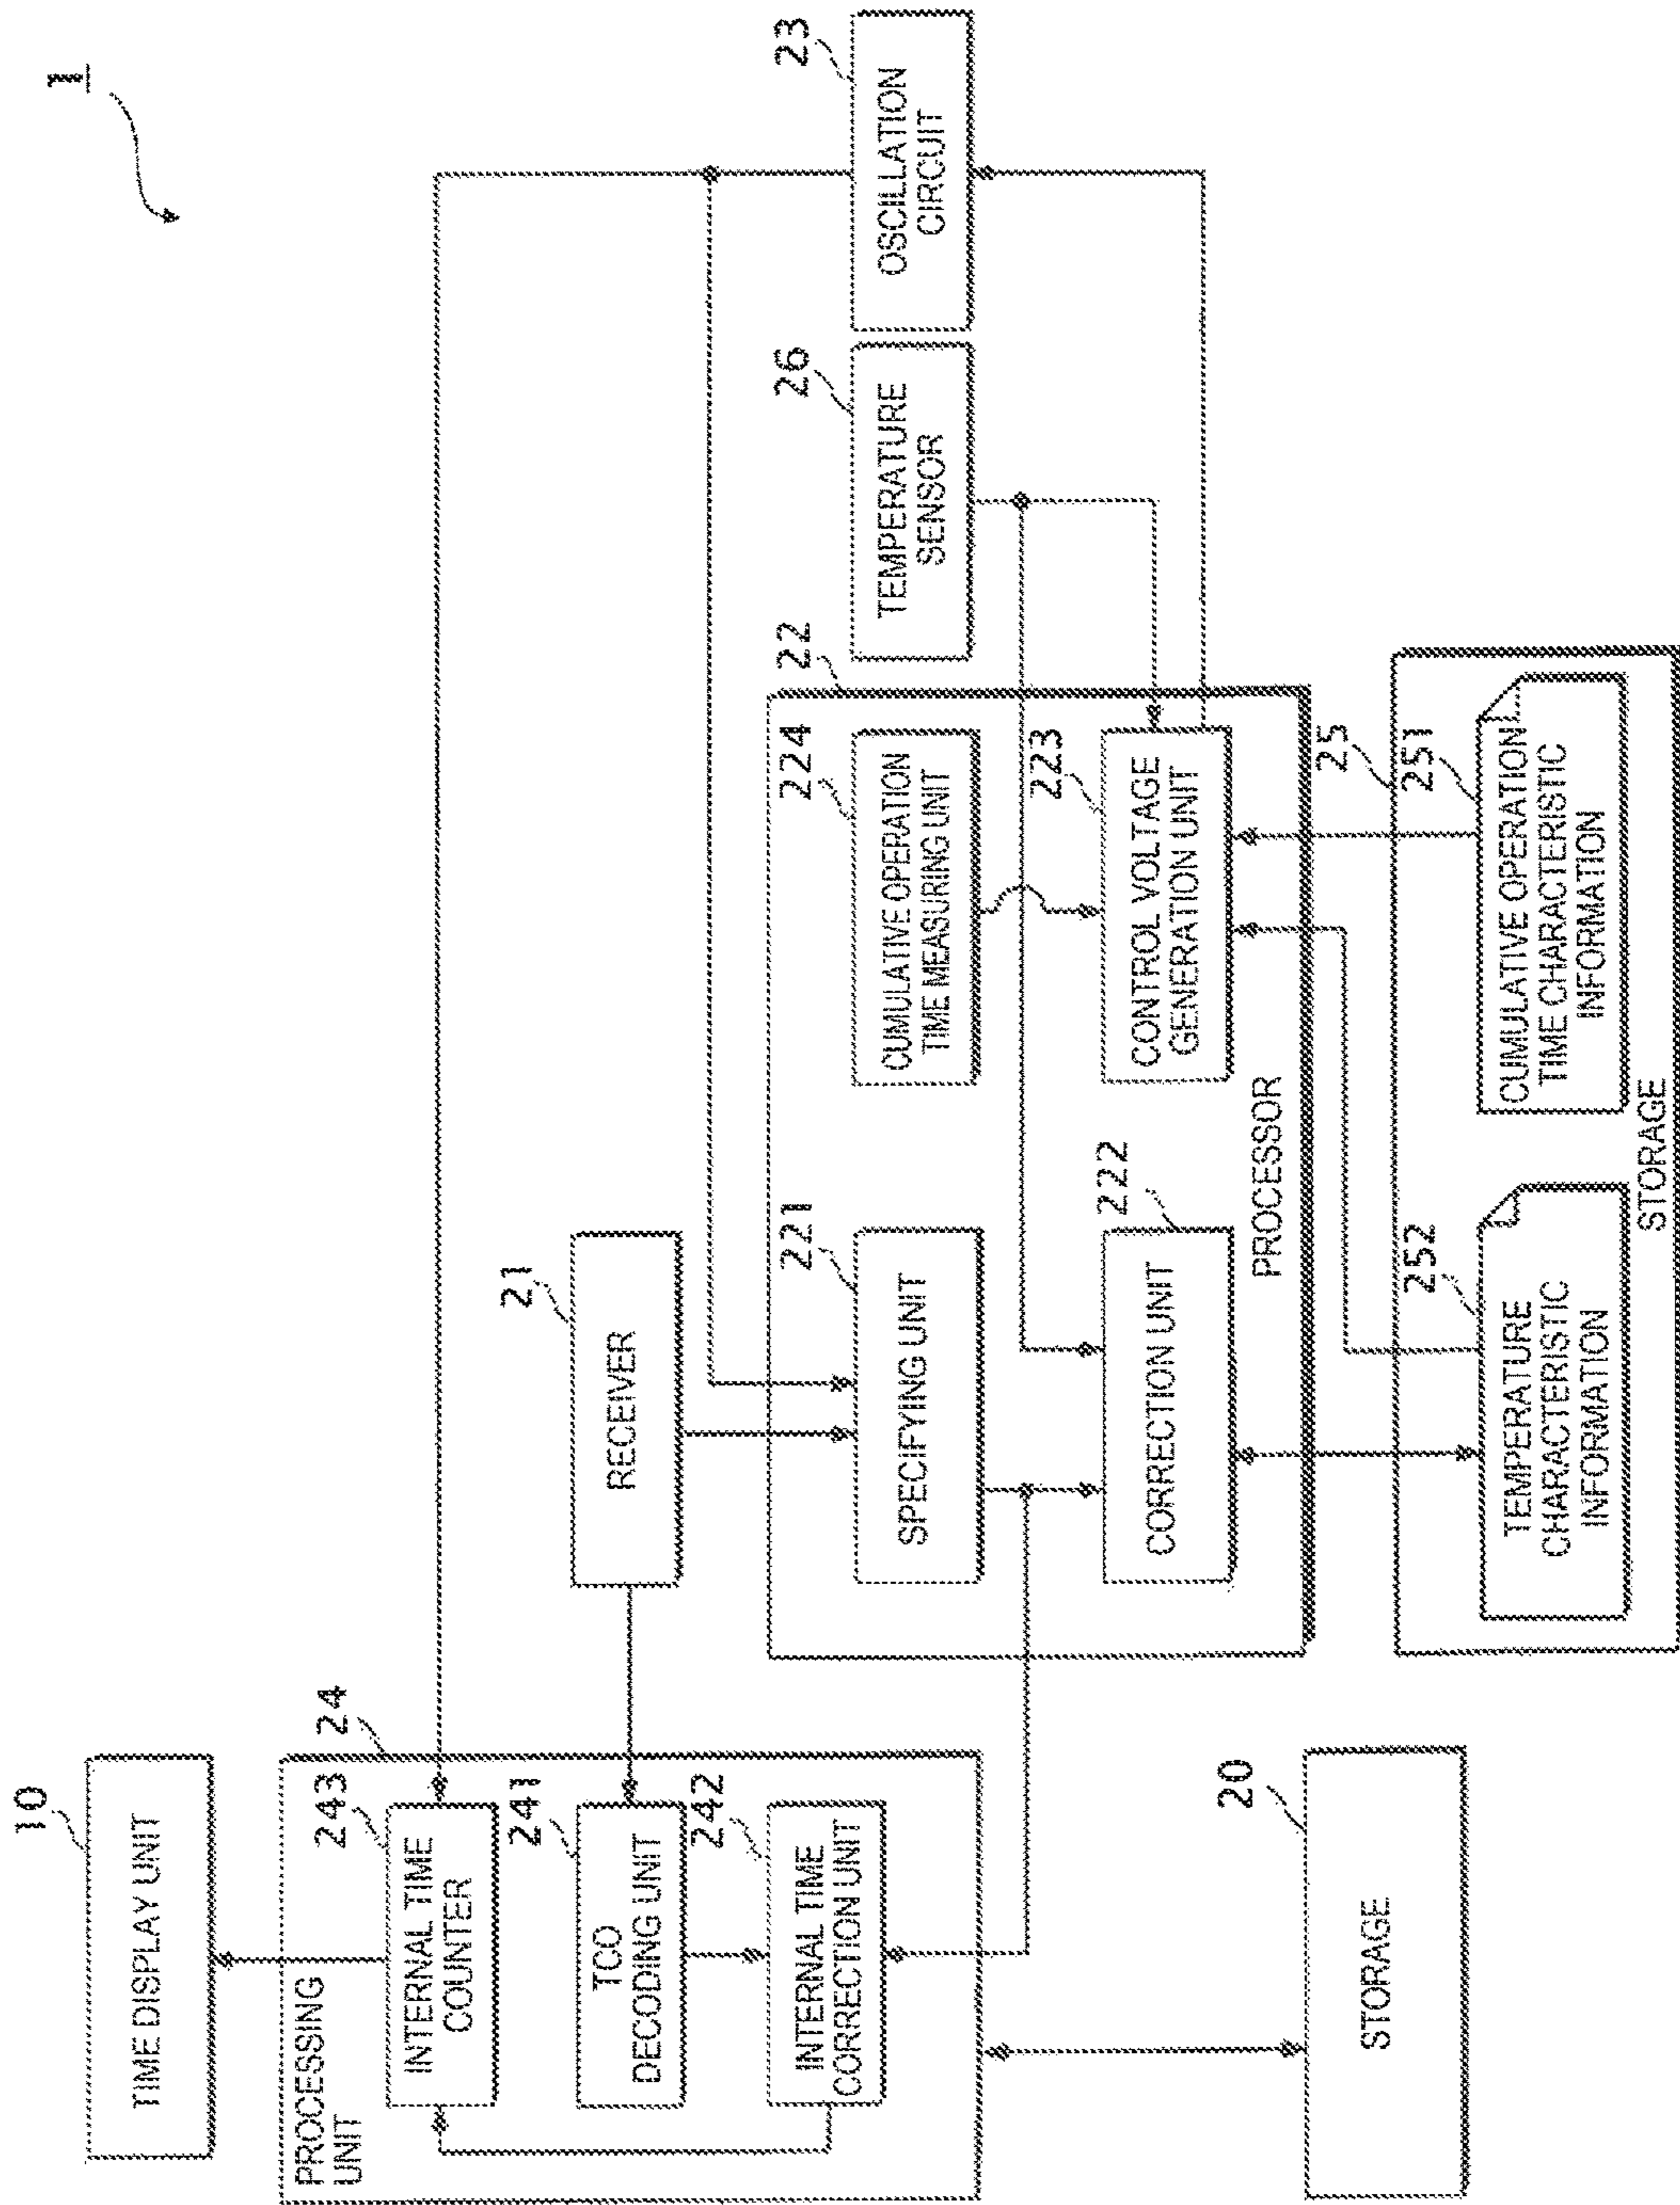 1
10
TIME DISPLAY UNIT
24
PROCESSING
UNIT
243
INTERNAL TIME
COUNTER
241
TCO
DECODING UNIT
242
INTERNAL TIME
CORRECTION UNIT
20
STORAGE
21
RECEIVER
22
221
SPECIFYING UNIT
222
CORRECTION UNIT
224
CUMULATIVE OPERATION
TIME MEASURING UNIT
223
CONTROL VOLTAGE
GENERATION UNIT
PROCESSOR
26
TEMPERATURE
SENSOR
23
OSCILLATION
CIRCUIT
25
252
TEMPERATURE
CHARACTERISTIC
INFORMATION
251
CUMULATIVE OPERATION
TIME CHARACTERISTIC
INFORMATION
STORAGE